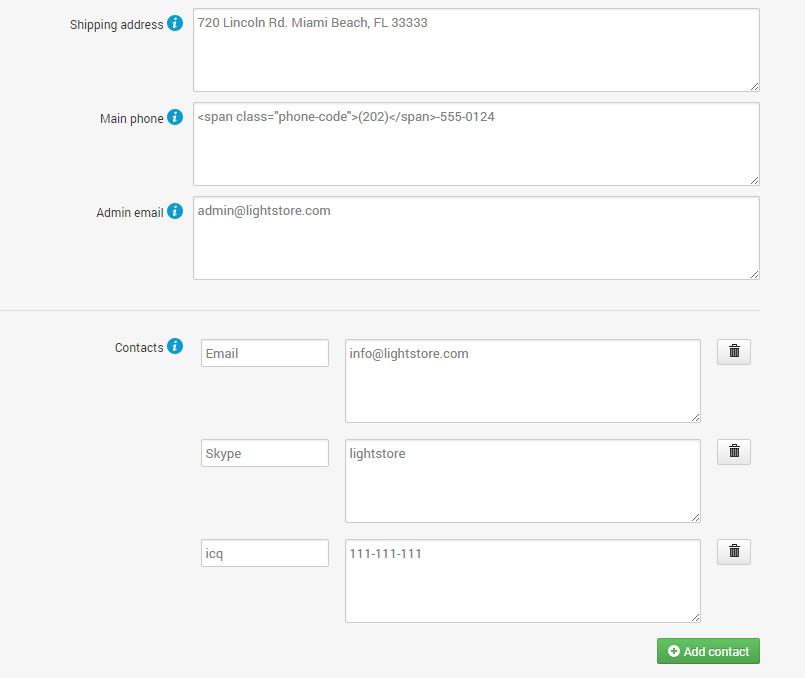 Shipping address
720 Lincoln Rd. Miami Beach, FL 33333
Main phone
<span class="phone-code">(202)</span>-555-0124
Admin email
admin@lightstore.com
Contacts
Email
info@lightstore.com
Skype
lightstore
icq
111-111-111
Add contact